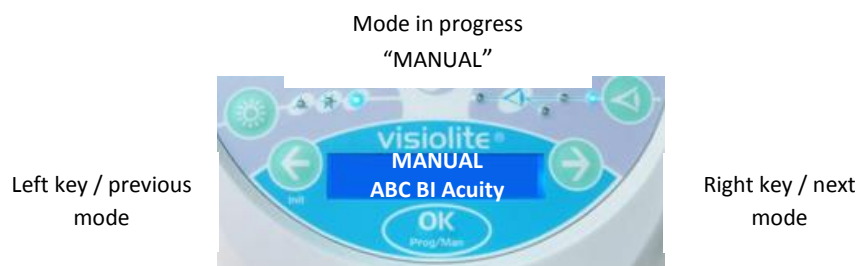 Mode in progress
“MANUAL”
visiolite®
MANUAL
ABC BI Acuity
Left key / previous
mode
Right key / next
mode
Init
OK
Prog/Man